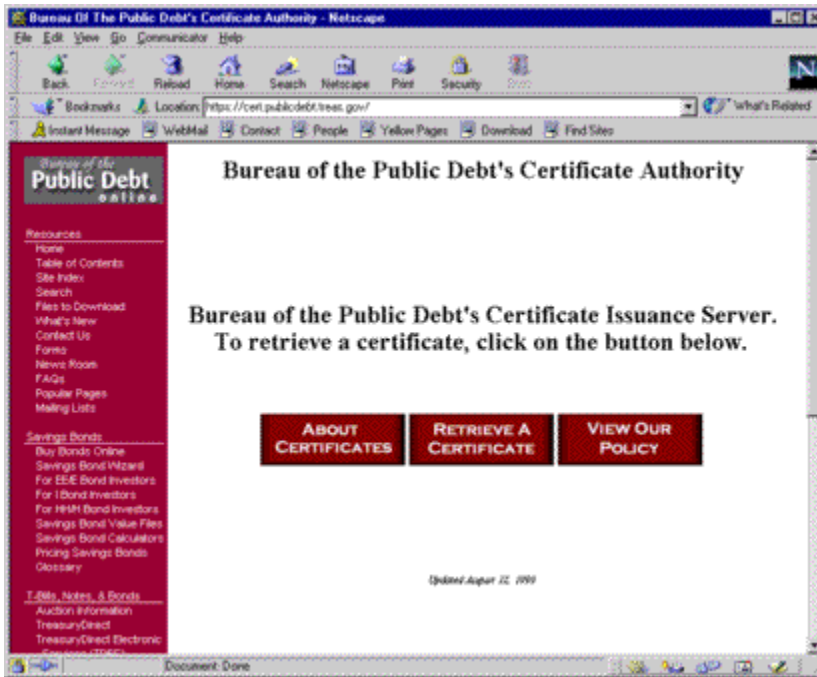 Bureau Of The Public Debt's Certificate Authority - Netscape
File Edit View Go Communicator Help
Back Forward Reload Home Search Netscape Print Security Stop
Bookmarks Location: https://cert.publicdebt.treas.gov/ What's Related
Instant Message WebMail Contact People Yellow Pages Download Find Sites
Bureau of the
Public Debt
online
Resources
Home
Table of Contents
Site Index
Search
Files to Download
What's New
Contact Us
Forms
News Room
FAQs
Popular Pages
Mailing Lists
Savings Bonds
Buy Bonds Online
Savings Bond Wizard
For EE/E Bond Investors
For I Bond Investors
For HH/H Bond Investors
Savings Bond Value Files
Savings Bond Calculators
Pricing Savings Bonds
Glossary
T-Bills, Notes, & Bonds
Auction Information
TreasuryDirect
TreasuryDirect Electronic
Services (TDES)
Bureau of the Public Debt's Certificate Authority
Bureau of the Public Debt's Certificate Issuance Server.
To retrieve a certificate, click on the button below.
ABOUT
CERTIFICATES
RETRIEVE A
CERTIFICATE
VIEW OUR
POLICY
Updated August
Document: Done